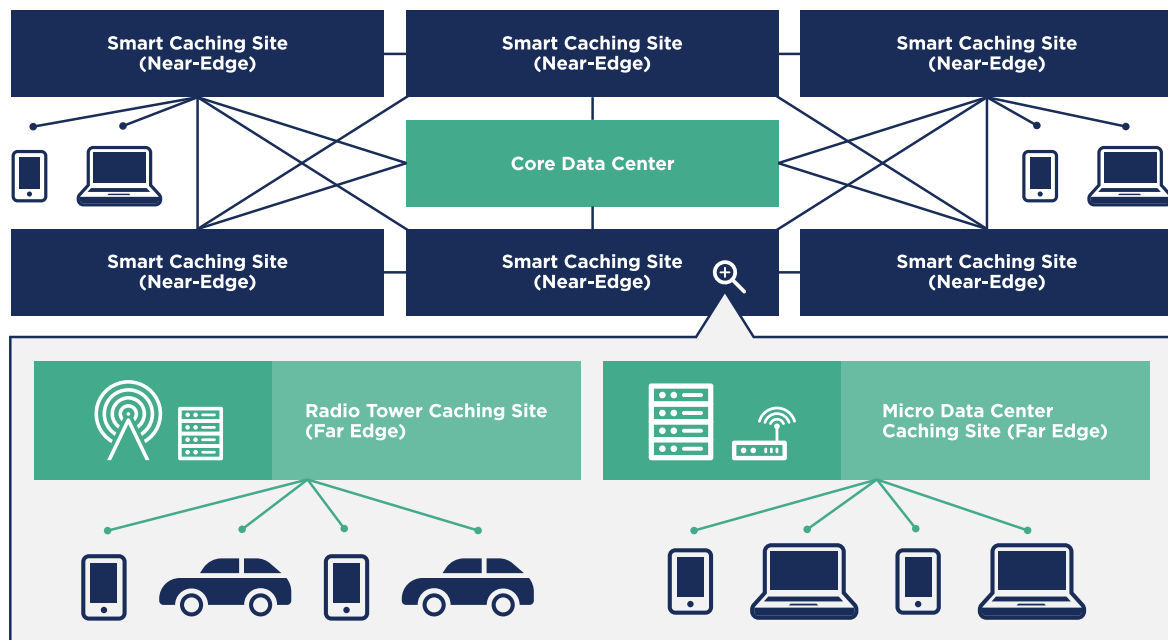 Smart Caching Site
(Near-Edge)
Smart Caching Site
(Near-Edge)
Smart Caching Site
(Near-Edge)
Core Data Center
Smart Caching Site
(Near-Edge)
Smart Caching Site
(Near-Edge)
Smart Caching Site
(Near-Edge)
Radio Tower Caching Site
(Far Edge)
Micro Data Center
Caching Site (Far Edge)